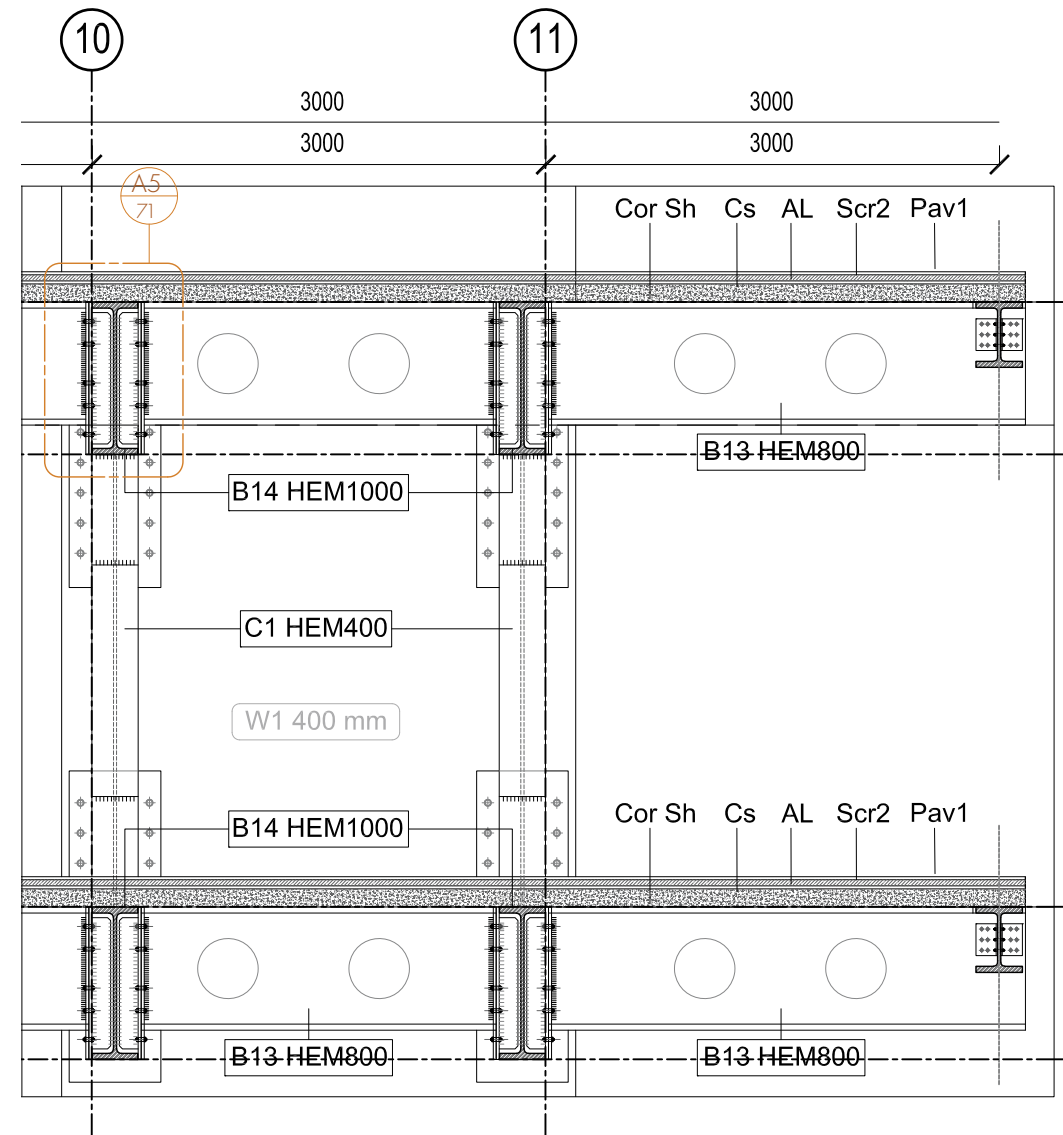 10
11
3000
3000
3000
3000
A5
71
Cor Sh Cs AL Scr2 Pav1
B13 HEM800
B14 HEM1000
C1 HEM400
W1 400 mm
B14 HEM1000
Cor Sh Cs AL Scr2 Pav1
B13 HEM800
B13 HEM800